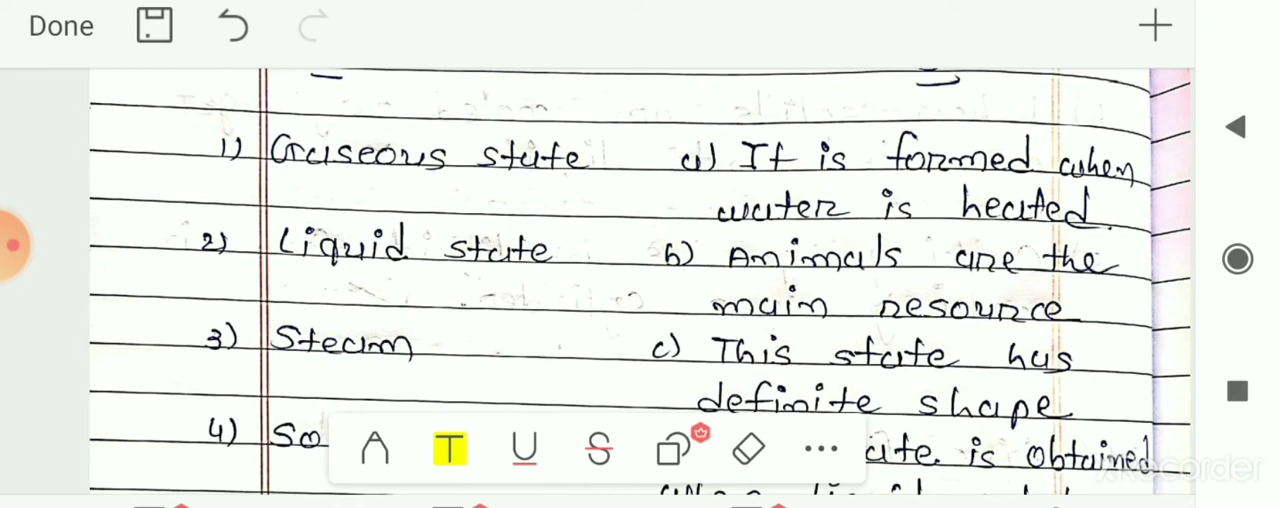 Done
1) Gaseous state a) It is formed when
water is heated.
2) Liquid state b) Animals are the
main resource
3) Steam c) This state has
definite shape
4) So
ate is obtained
XRecorder